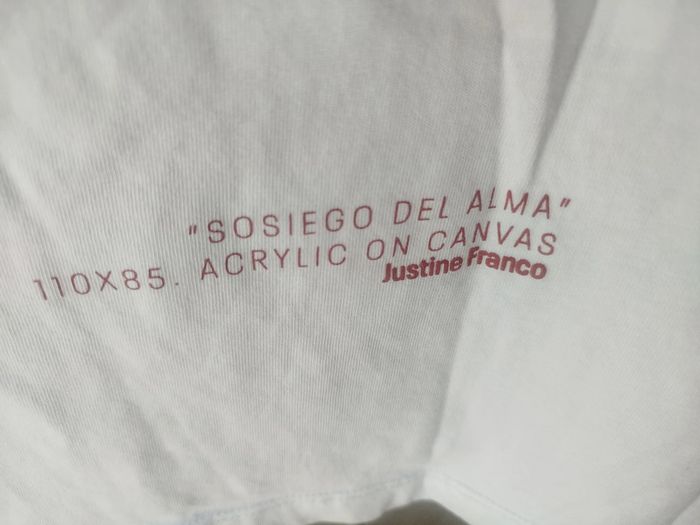 "SOSIEGO DEL ALMA"
110X85. ACRYLIC ON CANVAS
Justine Franco